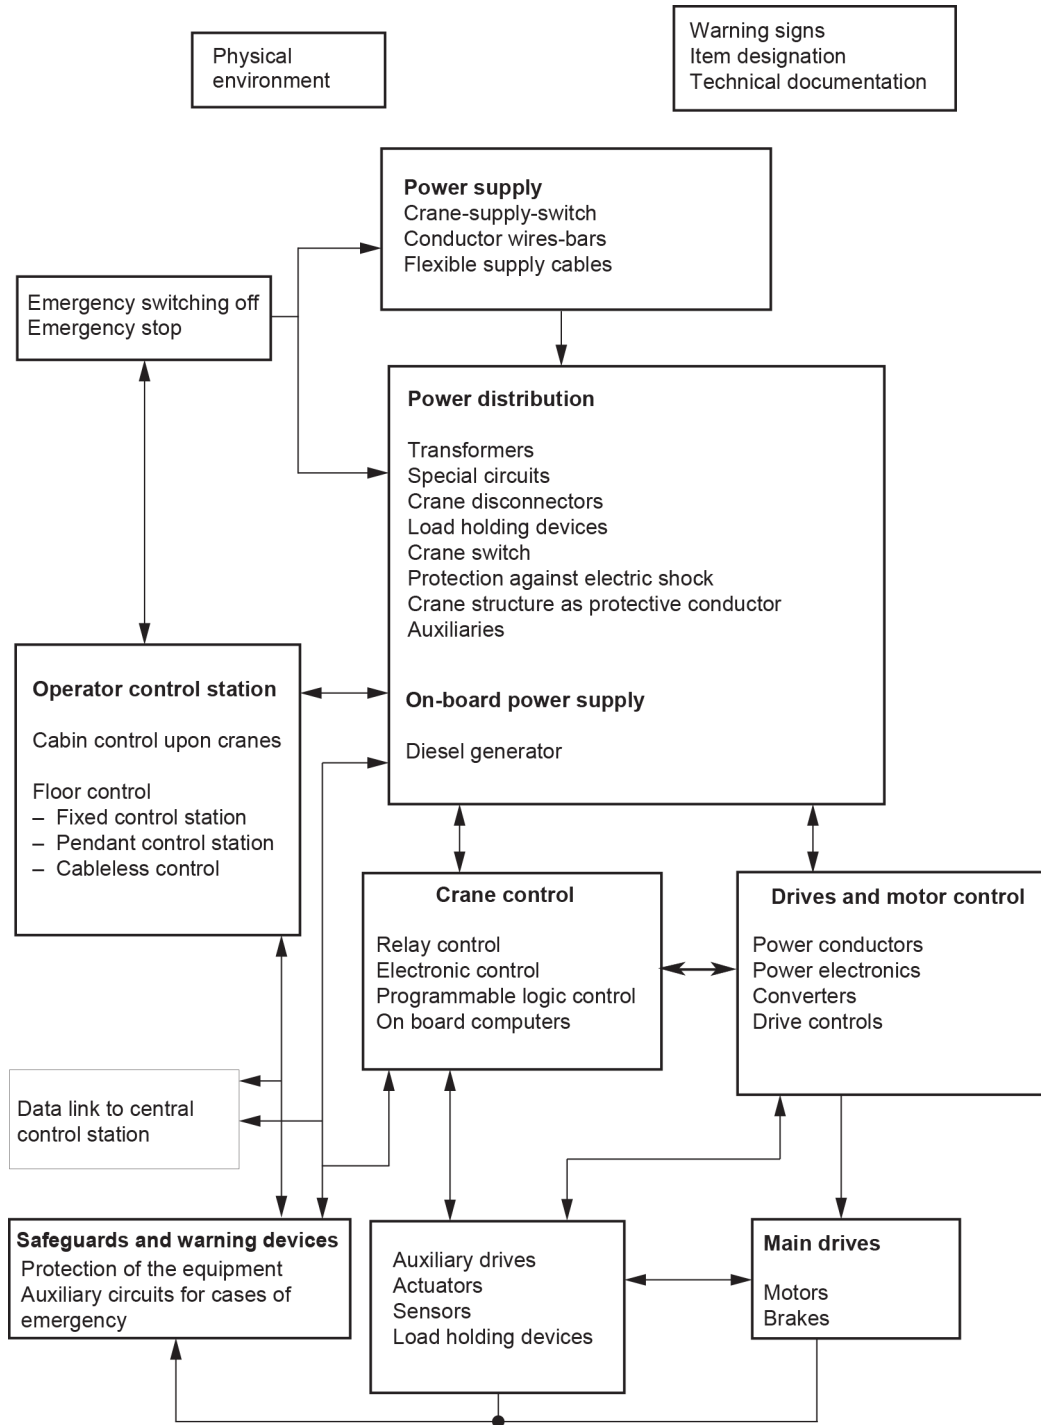 Physical
environment
Warning signs
Item designation
Technical documentation
Power supply
Crane-supply-switch
Conductor wires-bars
Flexible supply cables
Emergency switching off
Emergency stop
Power distribution
Transformers
Special circuits
Crane disconnectors
Load holding devices
Crane switch
Protection against electric shock
Crane structure as protective conductor
Auxiliaries
On-board power supply
Diesel generator
Operator control station
Cabin control upon cranes
Floor control
– Fixed control station
– Pendant control station
– Cableless control
Crane control
Relay control
Electronic control
Programmable logic control
On board computers
Drives and motor control
Power conductors
Power electronics
Converters
Drive controls
Data link to central
control station
Safeguards and warning devices
Protection of the equipment
Auxiliary circuits for cases of
emergency
Auxiliary drives
Actuators
Sensors
Load holding devices
Main drives
Motors
Brakes